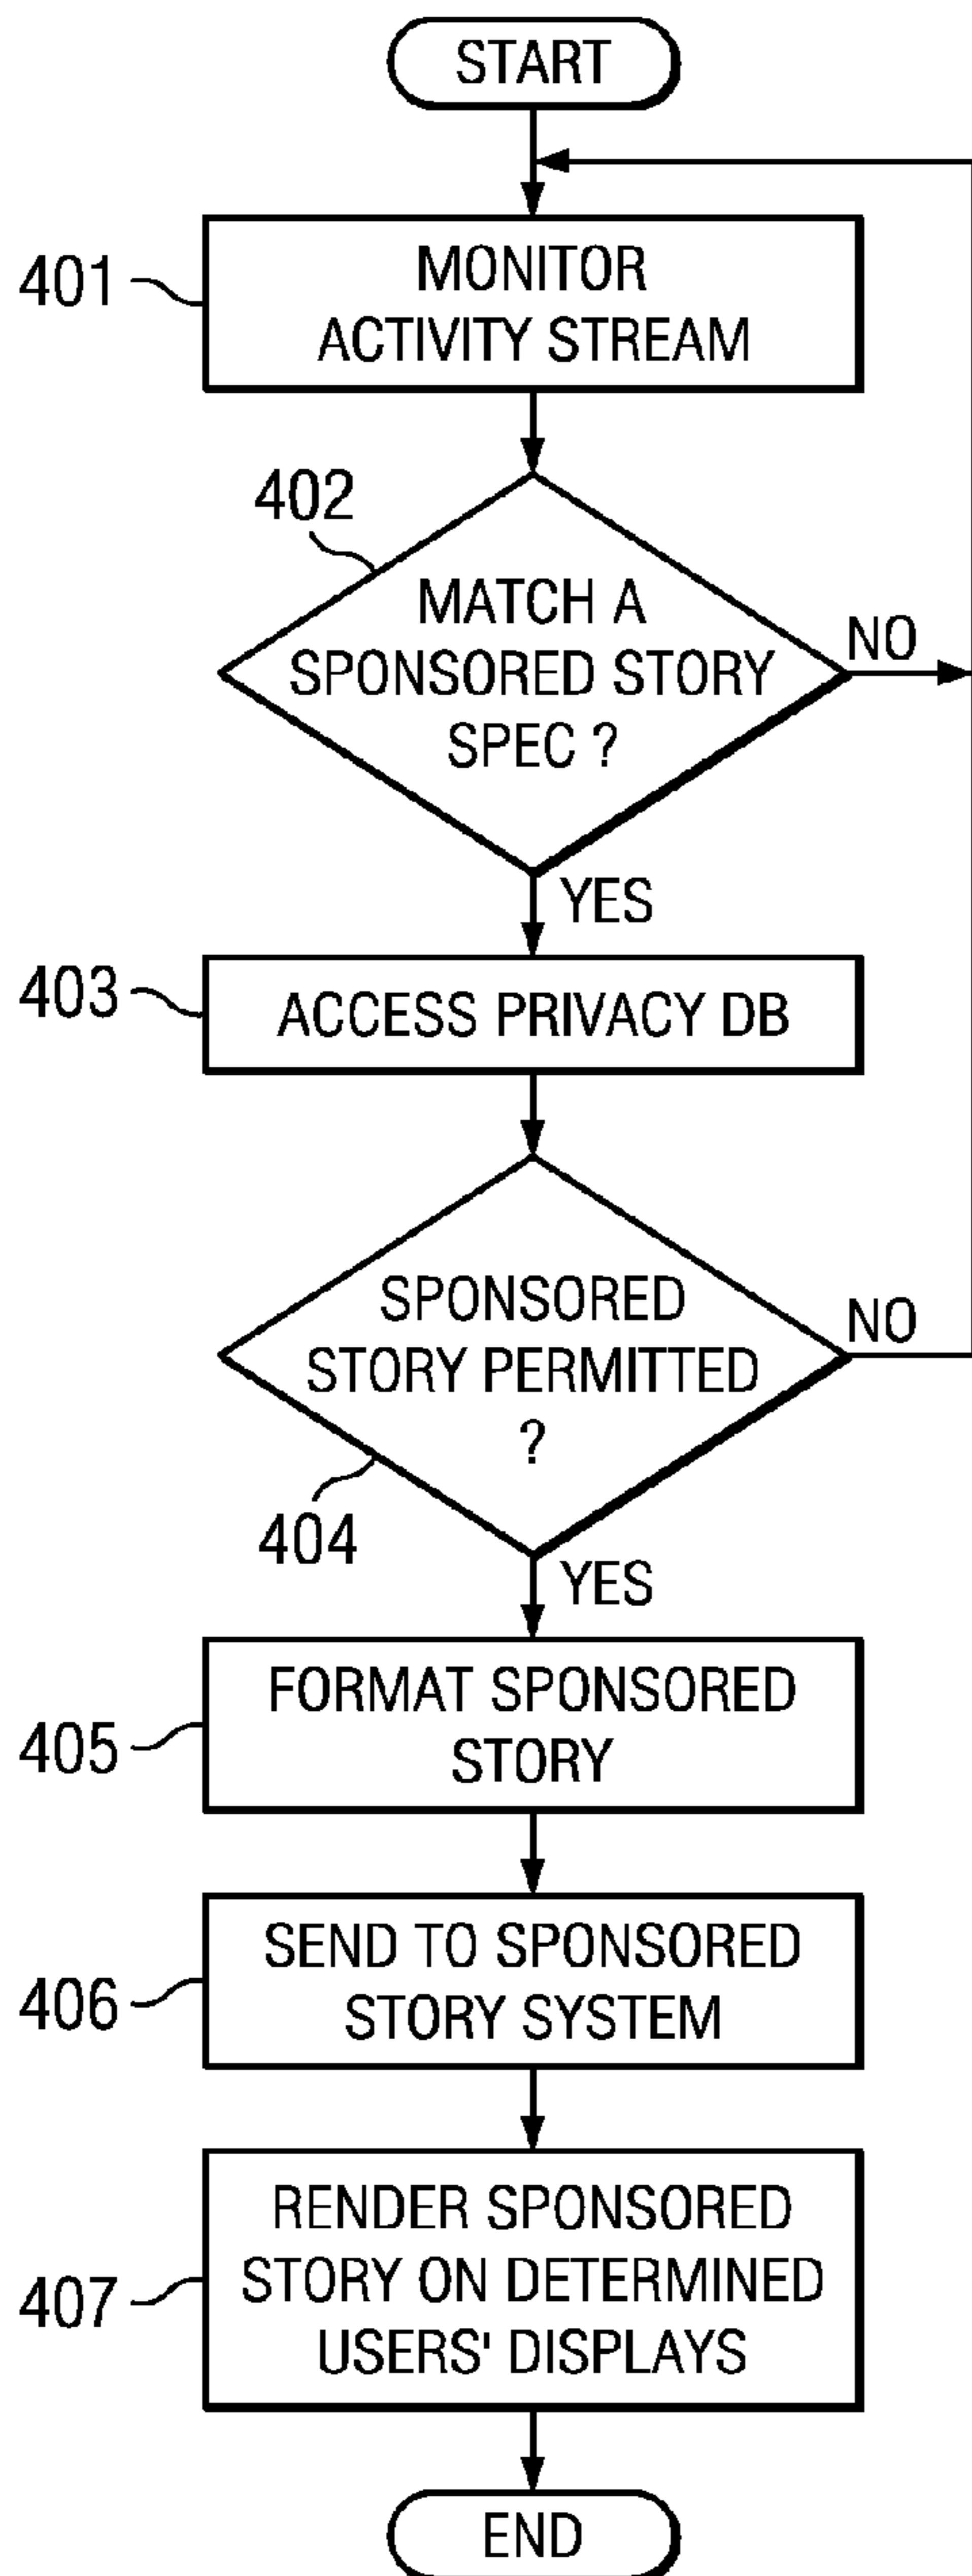 START
401
MONITOR
ACTIVITY STREAM
402
MATCH A
SPONSORED STORY
SPEC ?
NO
YES
403
ACCESS PRIVACY DB
SPONSORED
STORY PERMITTED
?
NO
404
YES
405
FORMAT SPONSORED
STORY
406
SEND TO SPONSORED
STORY SYSTEM
407
RENDER SPONSORED
STORY ON DETERMINED
USERS' DISPLAYS
END